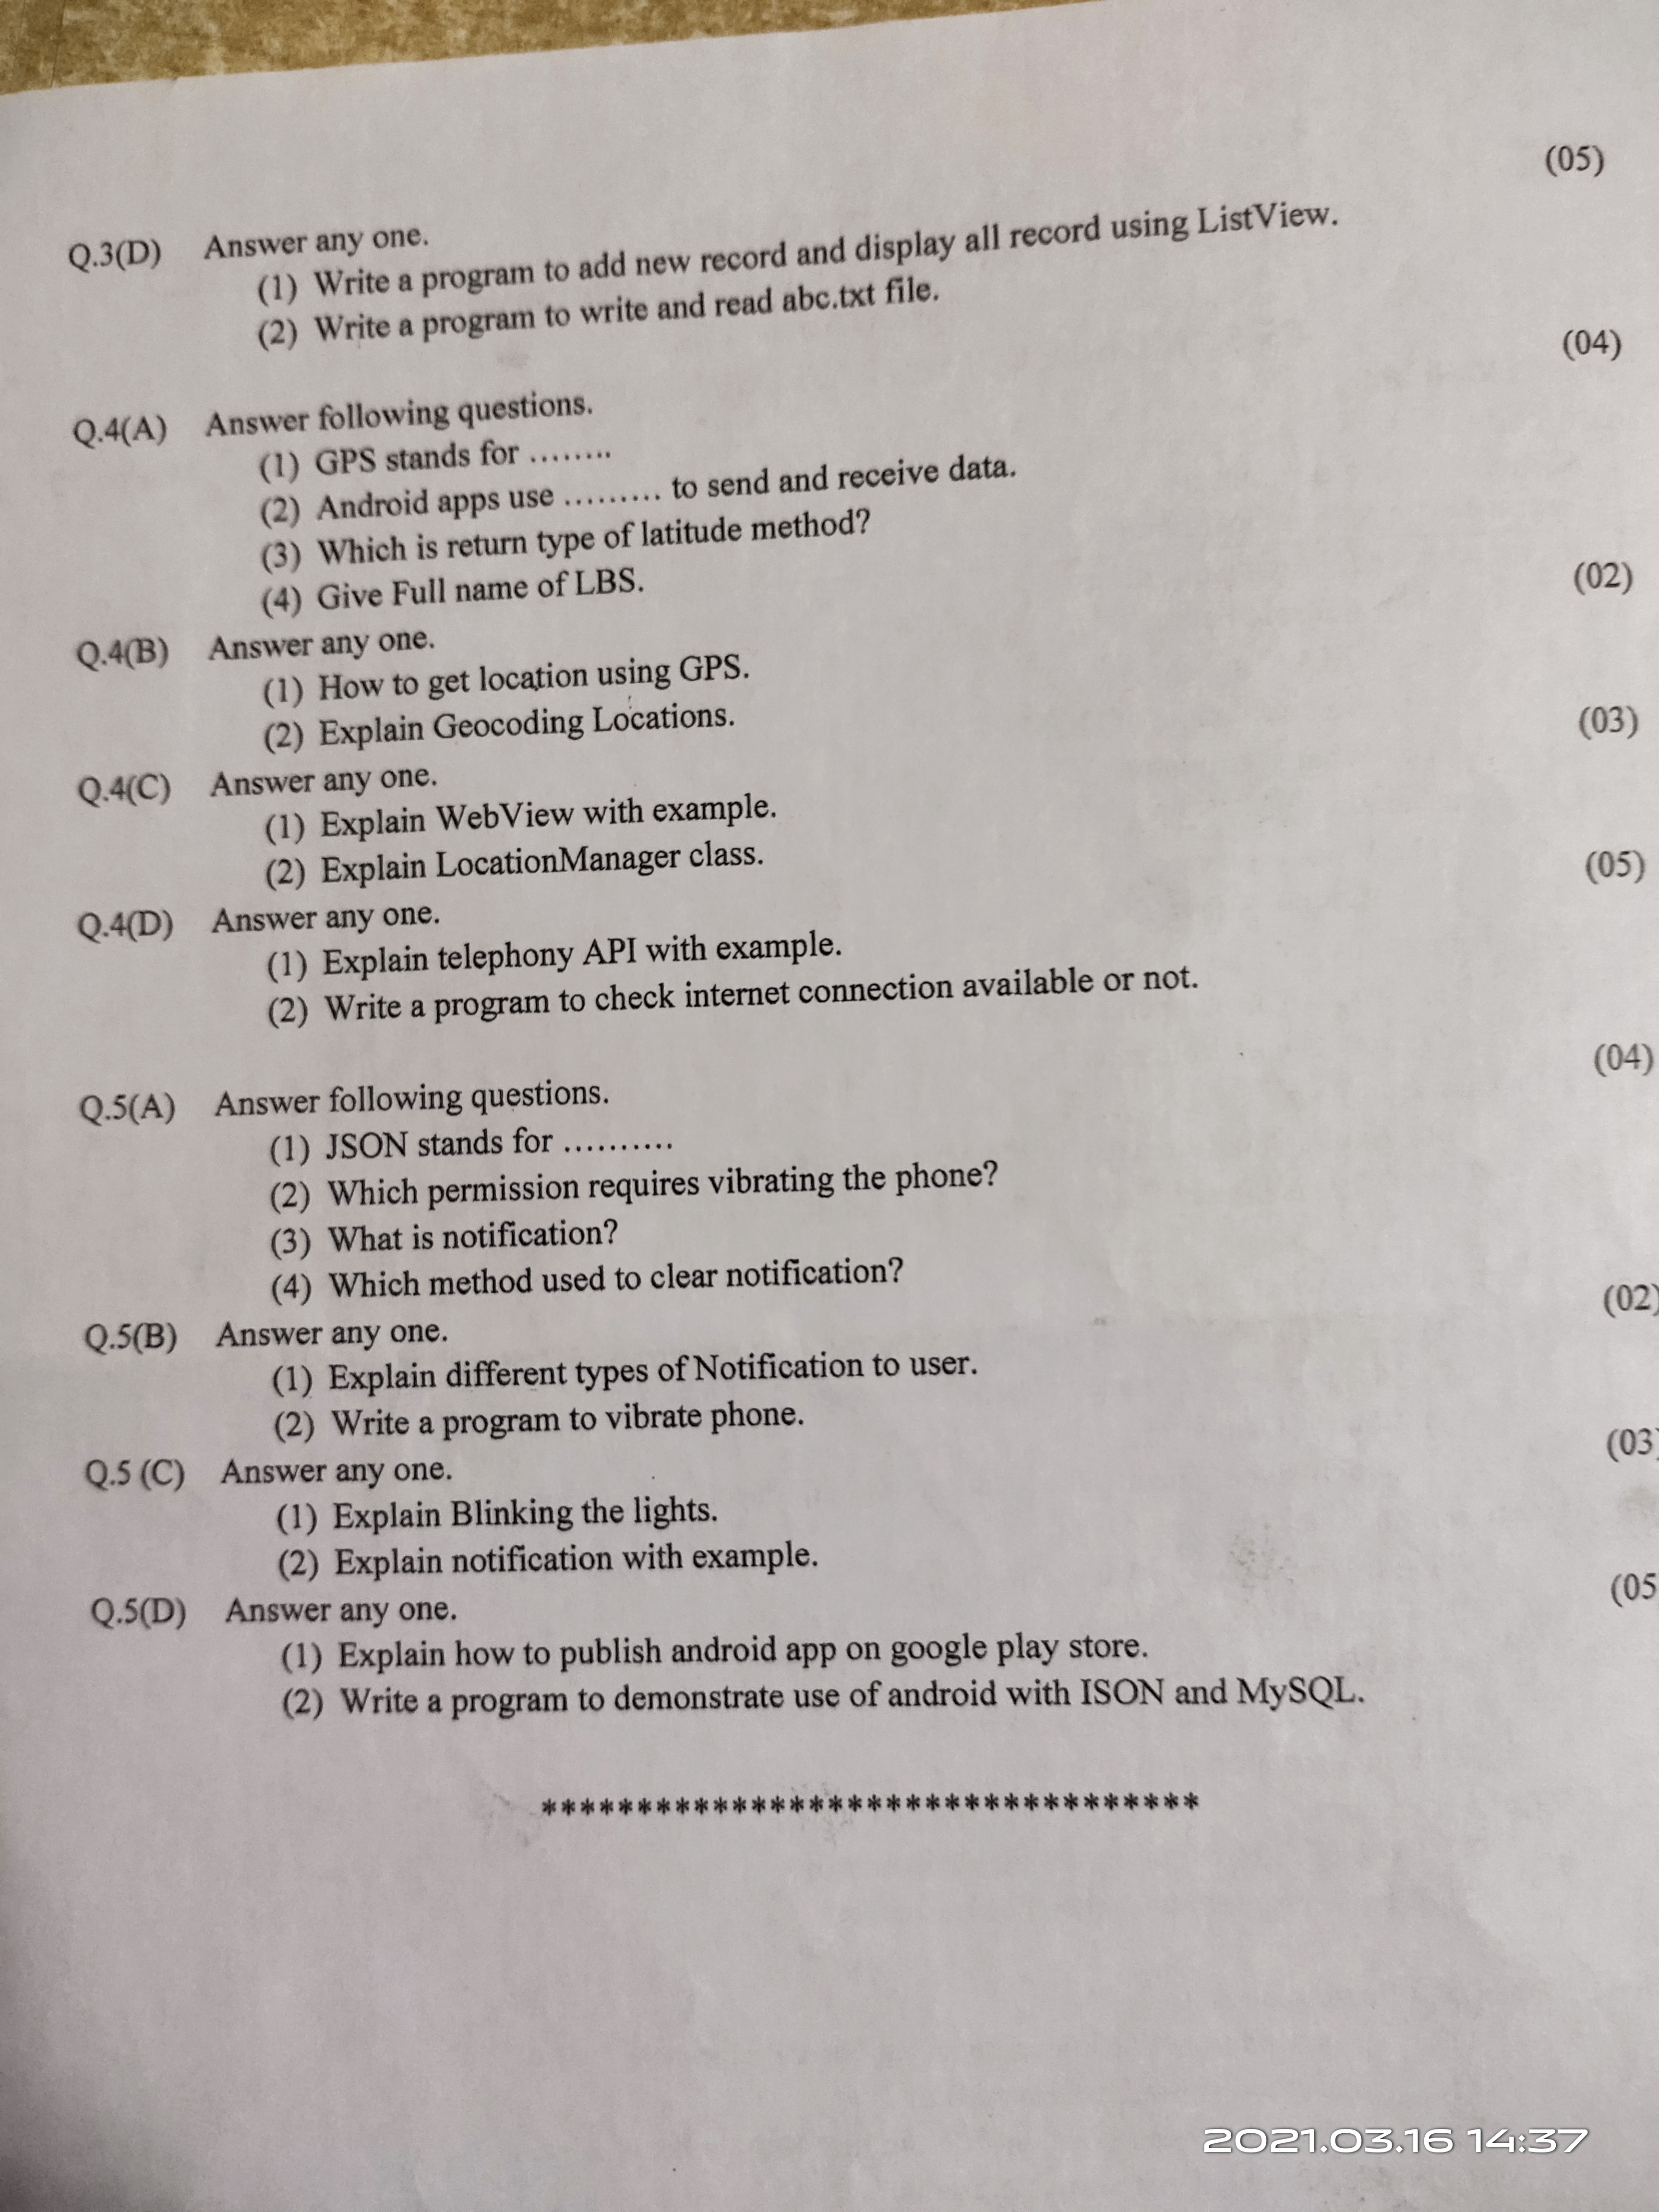 (05)
Q.3(D) Answer any one.
(1) Write a program to add new record and display all record using ListView.
(2) Write a program to write and read abc.txt file.
(04)
Q.4(A) Answer following questions.
(1) GPS stands for ........
(2) Android apps use ......... to send and receive data.
(3) Which is return type of latitude method?
(4) Give Full name of LBS.
(02)
Q.4(B) Answer any one.
(1) How to get location using GPS.
(2) Explain Geocoding Locations.
(03)
Q.4(C) Answer any one.
(1) Explain WebView with example.
(2) Explain LocationManager class.
(05)
Q.4(D) Answer any one.
(1) Explain telephony API with example.
(2) Write a program to check internet connection available or not.
(04)
Q.5(A) Answer following questions.
(1) JSON stands for ..........
(2) Which permission requires vibrating the phone?
(3) What is notification?
(4) Which method used to clear notification?
(02)
Q.5(B) Answer any one.
(1) Explain different types of Notification to user.
(2) Write a program to vibrate phone.
(03)
Q.5 (C) Answer any one.
(1) Explain Blinking the lights.
(2) Explain notification with example.
(05
Q.5(D) Answer any one.
(1) Explain how to publish android app on google play store.
(2) Write a program to demonstrate use of android with ISON and MySQL.
***********************************
2021.03.16 14:37